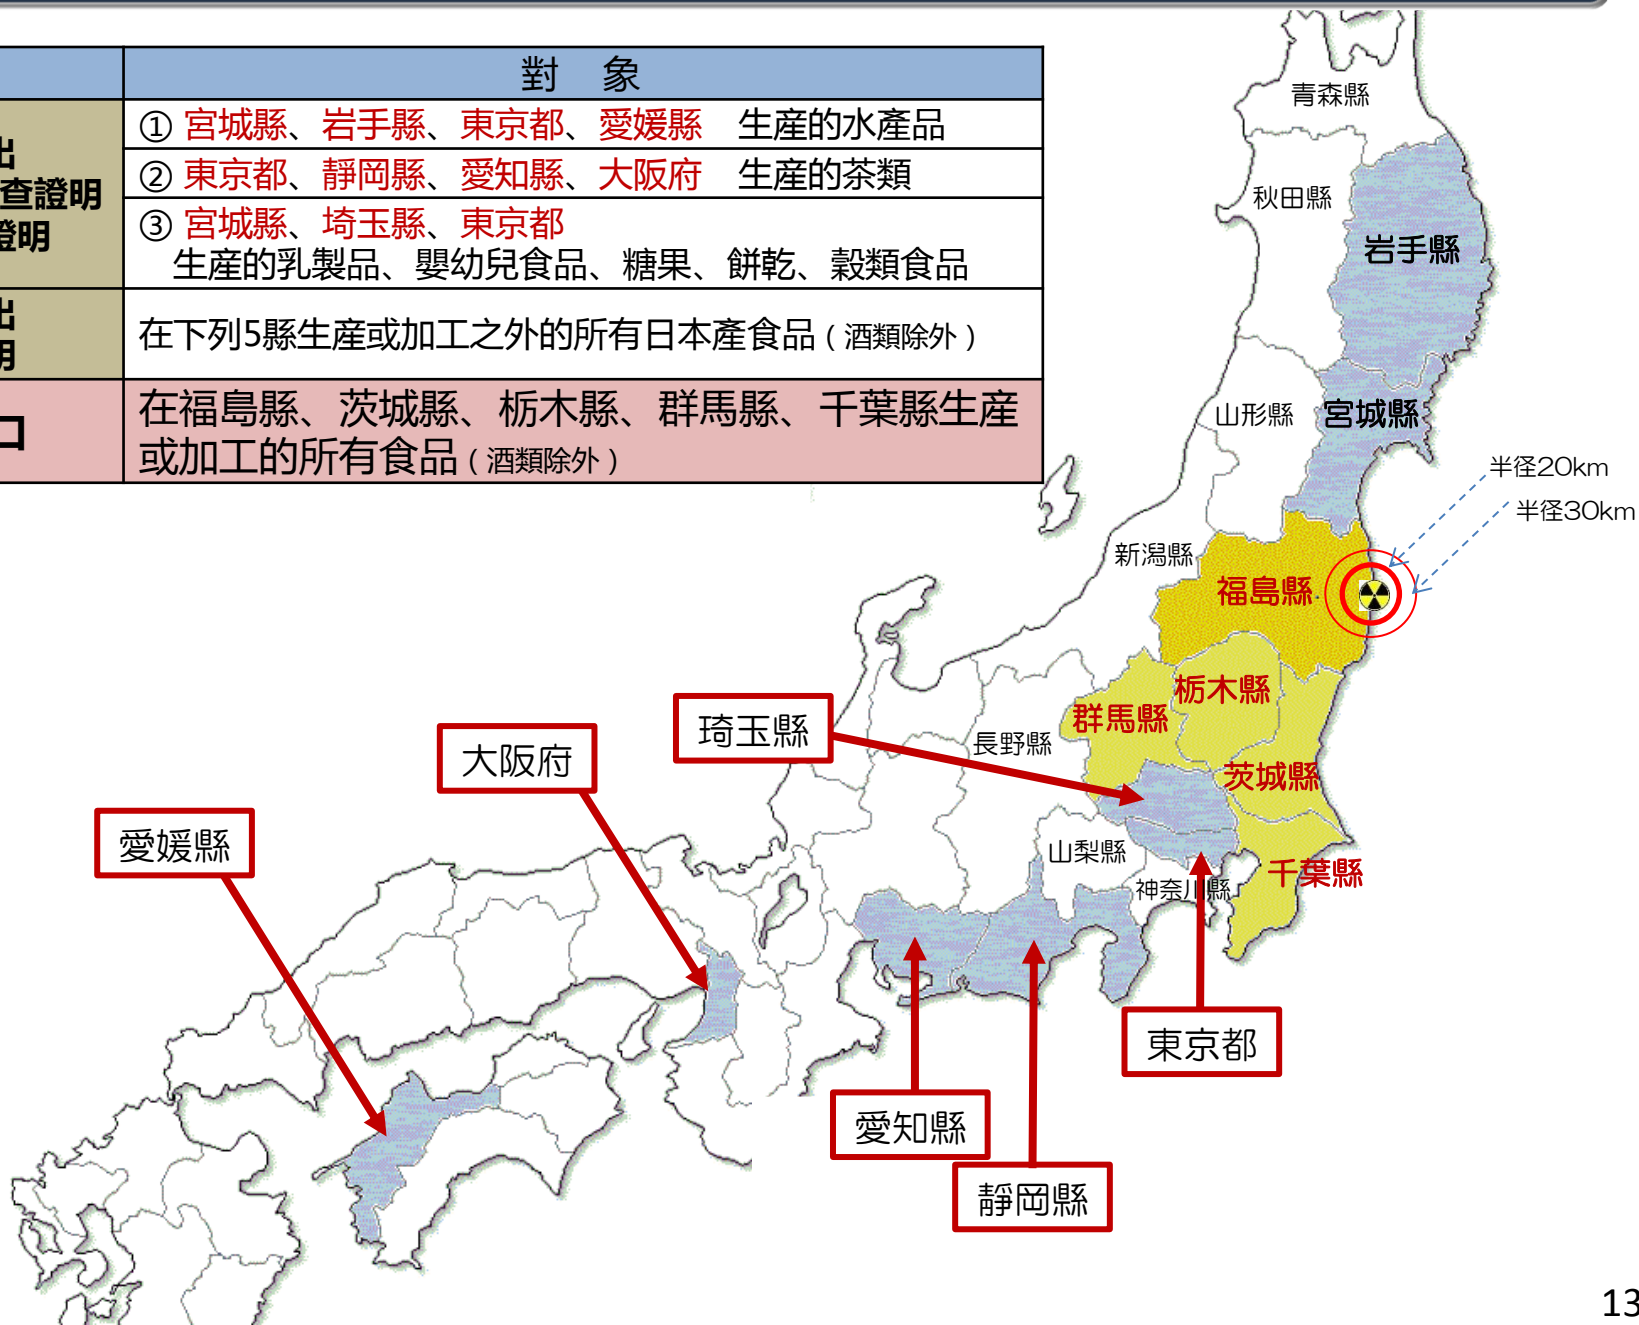 對 象
出
查證明
證明
① 宮城縣、岩手縣、東京都、愛媛縣 生產的水產品
② 東京都、靜岡縣、愛知縣、大阪府 生產的茶類
③ 宮城縣、埼玉縣、東京都
生產的乳製品、嬰幼兒食品、糖果、餅乾、穀類食品
出
明
在下列5縣生產或加工之外的所有日本產食品（酒類除外）
口
在福島縣、茨城縣、栃木縣、群馬縣、千葉縣生產
或加工的所有食品（酒類除外）
青森縣
秋田縣
岩手縣
山形縣
宮城縣
半径20km
半径30km
新潟縣
福島縣
栃木縣
群馬縣
長野縣
茨城縣
琦玉縣
大阪府
愛媛縣
山梨縣
神奈川縣
千葉縣
東京都
愛知縣
靜岡縣
13